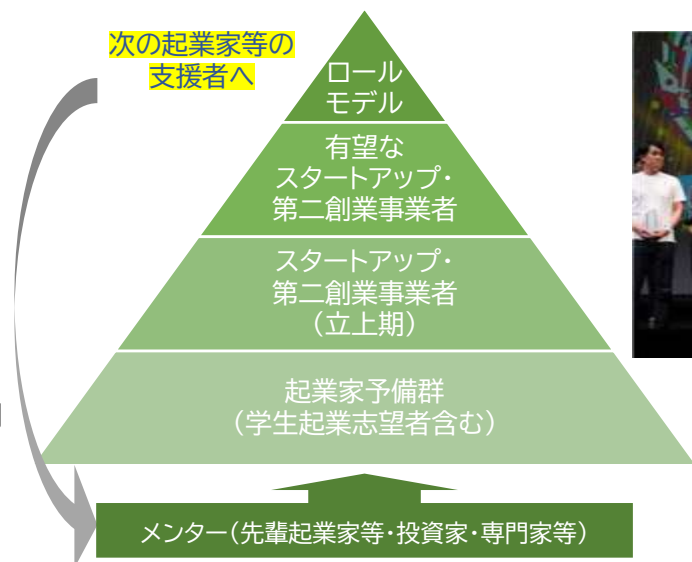 次の起業家等の
支援者へ
ロール
モデル
有望な
スタートアップ・
第二創業事業者
スタートアップ・
第二創業事業者
（立上期）
起業家予備群
（学生起業志望者含む）
メンター（先輩起業家等・投資家・専門家等）